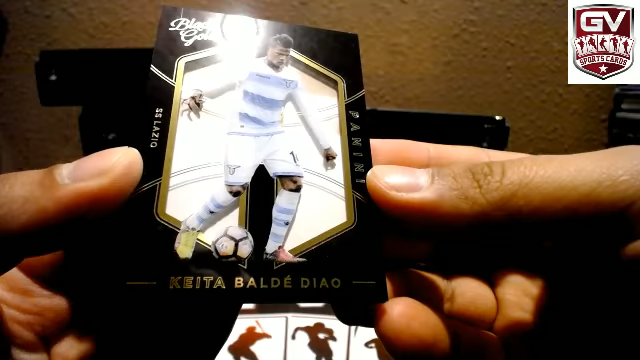 Black
Gold
SS LAZIO
PANINI
KEITA BALDÉ DIAO
GV
SPORTS CARDS